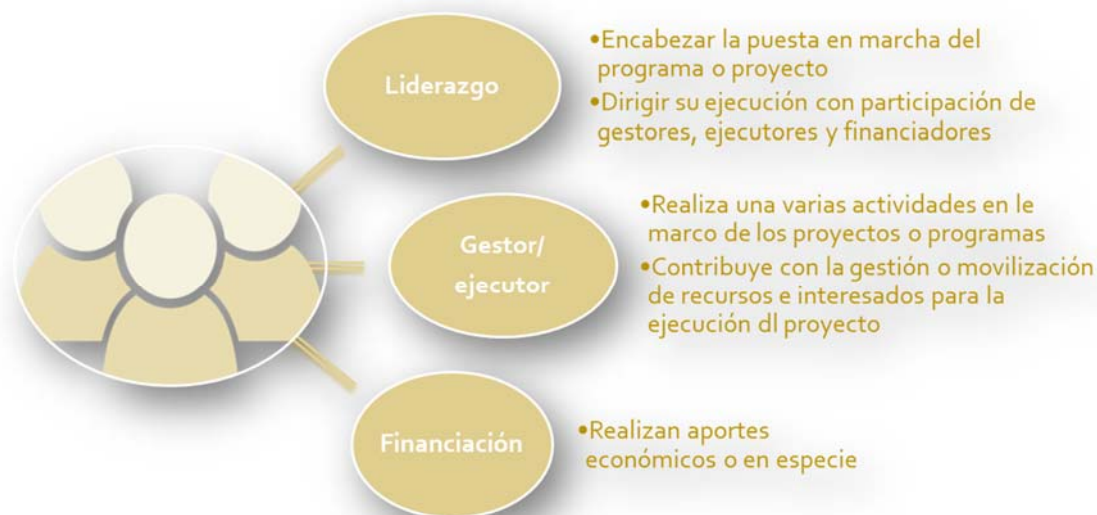 Liderazgo
•Encabezar la puesta en marcha del
programa o proyecto
•Dirigir su ejecución con participación de
gestores, ejecutores y financiadores
Gestor/
ejecutor
•Realiza una varias actividades en le
marco de los proyectos o programas
•Contribuye con la gestión o movilización
de recursos e interesados para la
ejecución dl proyecto
Financiación
•Realizan aportes
económicos o en especie